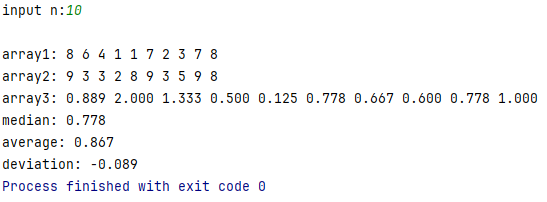 input n:10
array1: 8 6 4 1 1 7 2 3 7 8
array2: 9 3 3 2 8 9 3 5 9 8
array3: 0.889 2.000 1.333 0.500 0.125 0.778 0.667 0.600 0.778 1.000
median: 0.778
average: 0.867
deviation: -0.089
Process finished with exit code 0